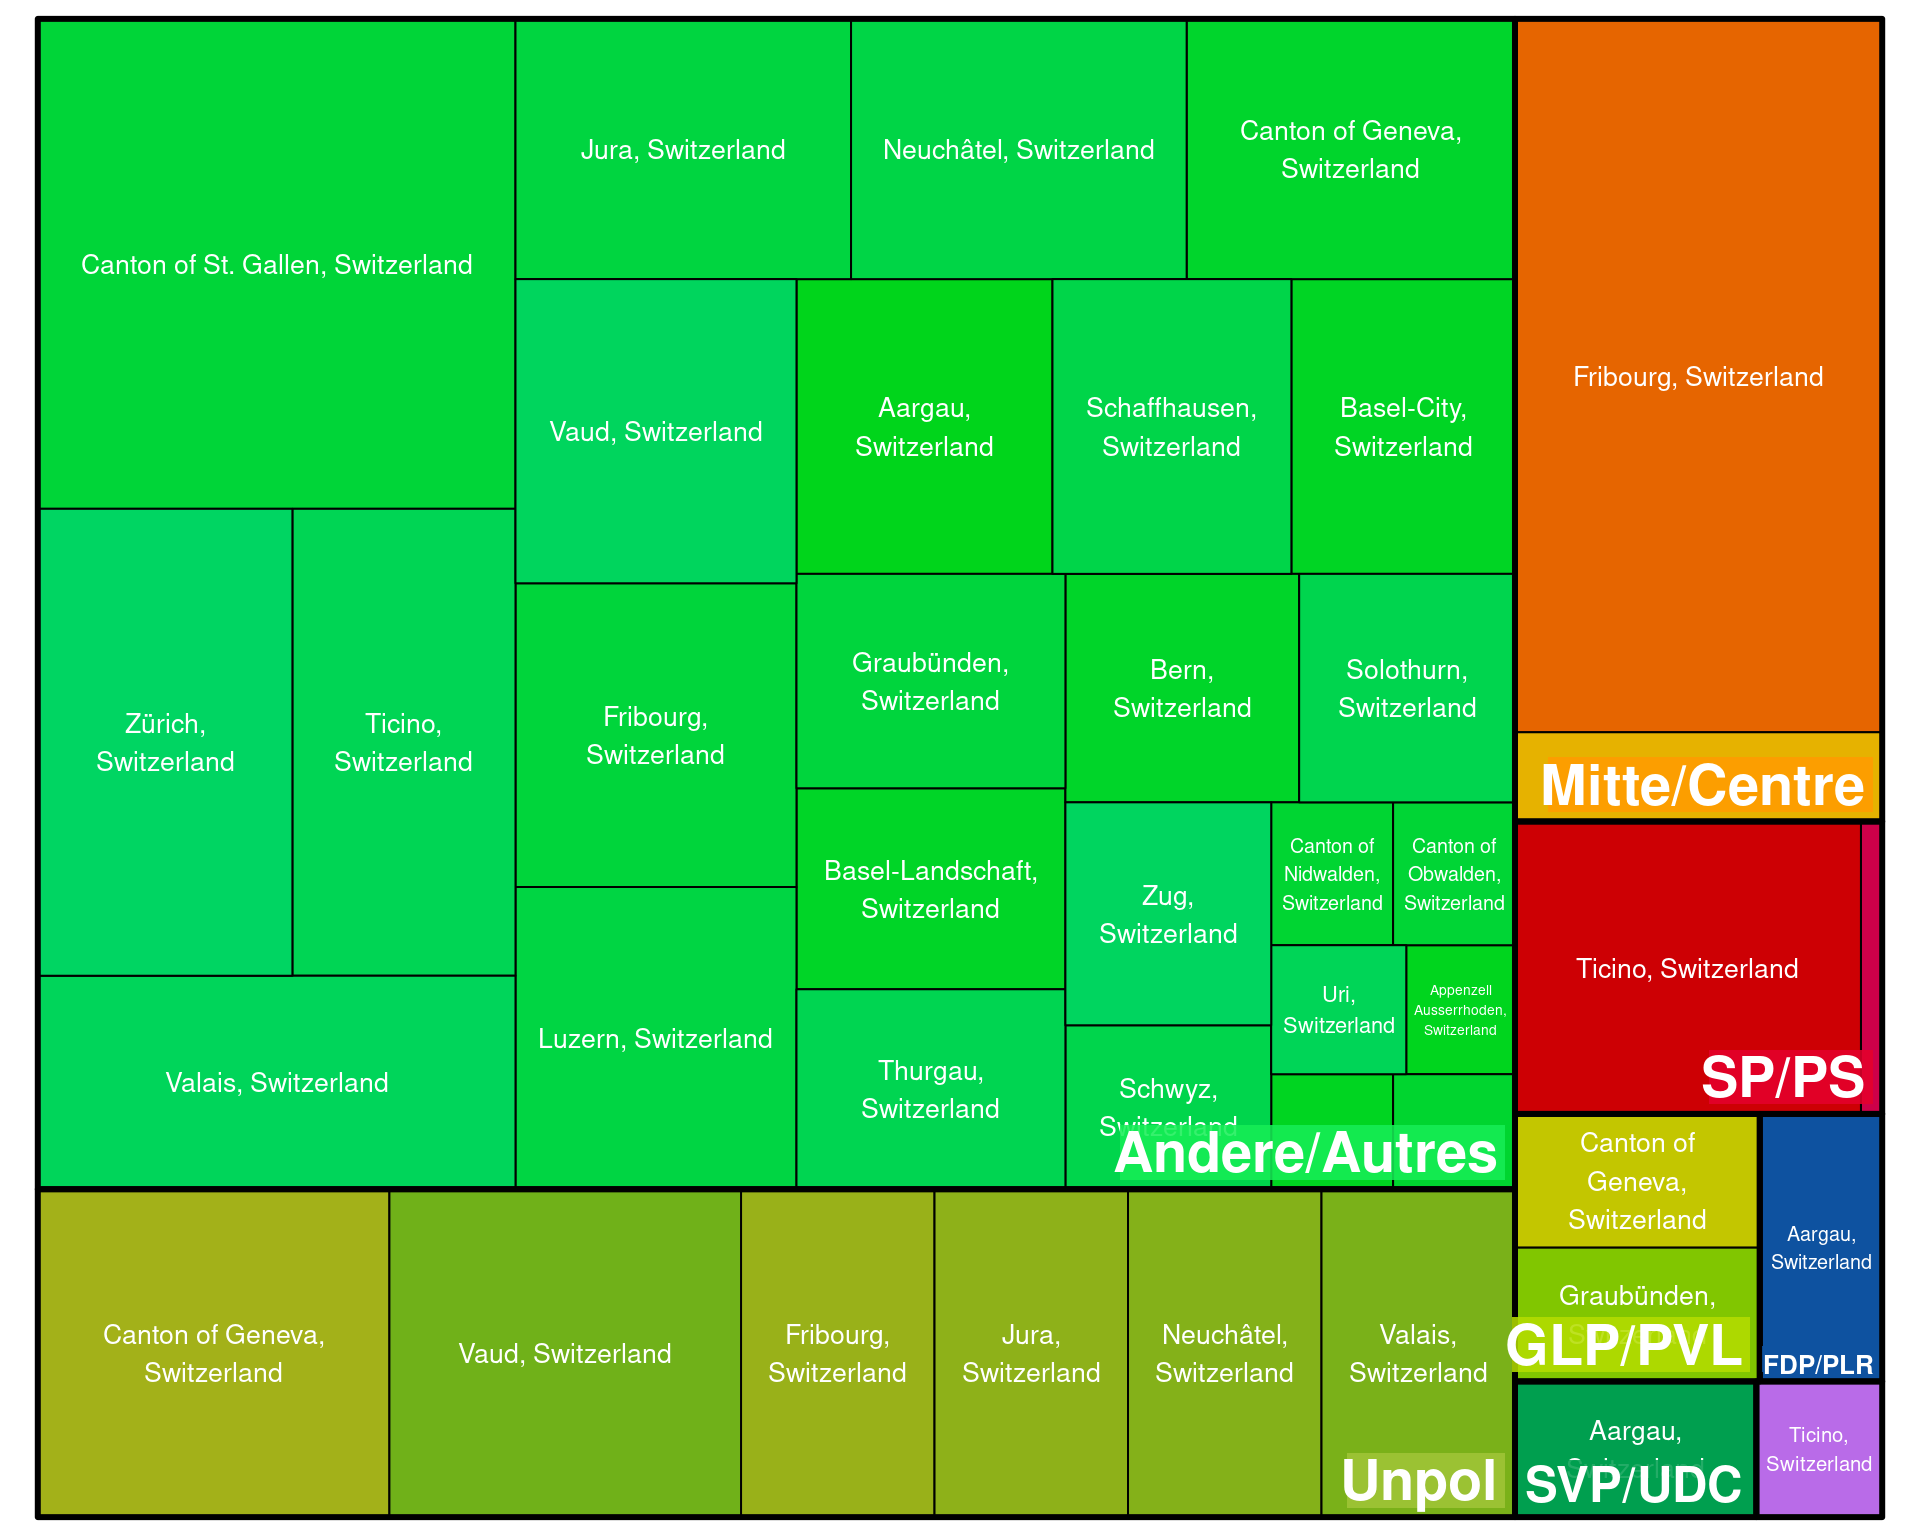 Canton of St. Gallen, Switzerland
Jura, Switzerland
Neuchâtel, Switzerland
Canton of Geneva,
Switzerland
Vaud, Switzerland
Aargau,
Switzerland
Schaffhausen,
Switzerland
Basel-City,
Switzerland
Zürich,
Switzerland
Ticino,
Switzerland
Fribourg,
Switzerland
Graubünden,
Switzerland
Bern,
Switzerland
Solothurn,
Switzerland
Basel-Landschaft,
Switzerland
Zug,
Switzerland
Canton of
Nidwalden,
Switzerland
Canton of
Obwalden,
Switzerland
Uri,
Switzerland
Appenzell
Ausserrhoden,
Switzerland
Valais, Switzerland
Luzern, Switzerland
Thurgau,
Switzerland
Schwyz,
Switzerland
Andere/Autres
Canton of Geneva,
Switzerland
Vaud, Switzerland
Fribourg,
Switzerland
Jura,
Switzerland
Neuchâtel,
Switzerland
Valais,
Switzerland
Unpol
Fribourg, Switzerland
Mitte/Centre
Ticino, Switzerland
SP/PS
Canton of
Geneva,
Switzerland
Graubünden,
GLP/PVL
Aargau,
Switzerland
FDP/PLR
Aargau,
Switzerland
SVP/UDC
Ticino,
Switzerland